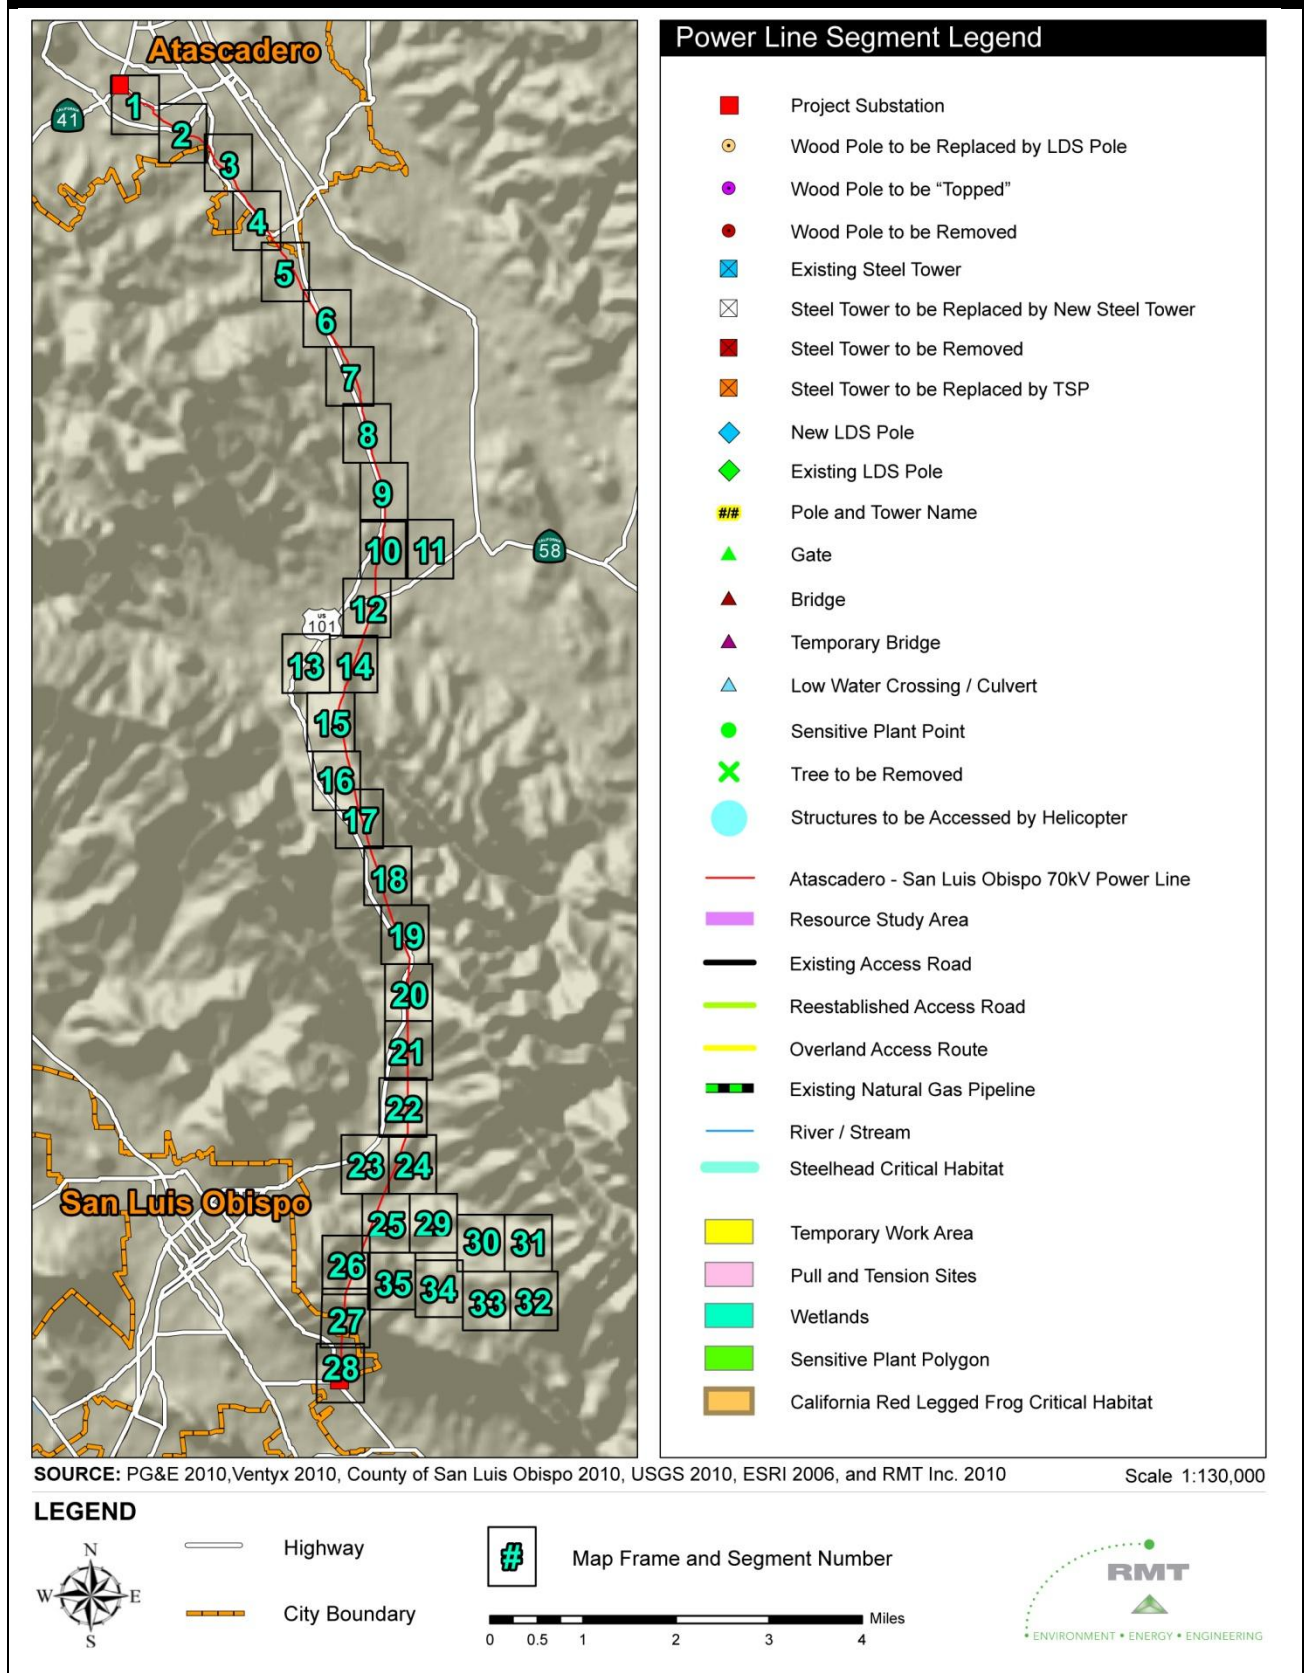 Atascadero
CALIFORNIA
41
1
2
3
4
5
6
7
8
9
10 11
CALIFORNIA
58
12
US
101
13 14
15
16
17
18
19
20
21
22
23 24
San Luis Obispo
25 29
30 31
26
35 34
33 32
27
28
Power Line Segment Legend
Project Substation
Wood Pole to be Replaced by LDS Pole
Wood Pole to be “Topped”
Wood Pole to be Removed
Existing Steel Tower
Steel Tower to be Replaced by New Steel Tower
Steel Tower to be Removed
Steel Tower to be Replaced by TSP
New LDS Pole
Existing LDS Pole
#/# Pole and Tower Name
Gate
Bridge
Temporary Bridge
Low Water Crossing / Culvert
Sensitive Plant Point
Tree to be Removed
Structures to be Accessed by Helicopter
Atascadero - San Luis Obispo 70kV Power Line
Resource Study Area
Existing Access Road
Reestablished Access Road
Overland Access Route
Existing Natural Gas Pipeline
River / Stream
Steelhead Critical Habitat
Temporary Work Area
Pull and Tension Sites
Wetlands
Sensitive Plant Polygon
California Red Legged Frog Critical Habitat
SOURCE: PG&E 2010,Ventyx 2010, County of San Luis Obispo 2010, USGS 2010, ESRI 2006, and RMT Inc. 2010
Scale 1:130,000
LEGEND
N
W E
S
Highway
City Boundary
# Map Frame and Segment Number
Miles
0 0.5 1 2 3 4
RMT
• ENVIRONMENT • ENERGY • ENGINEERING